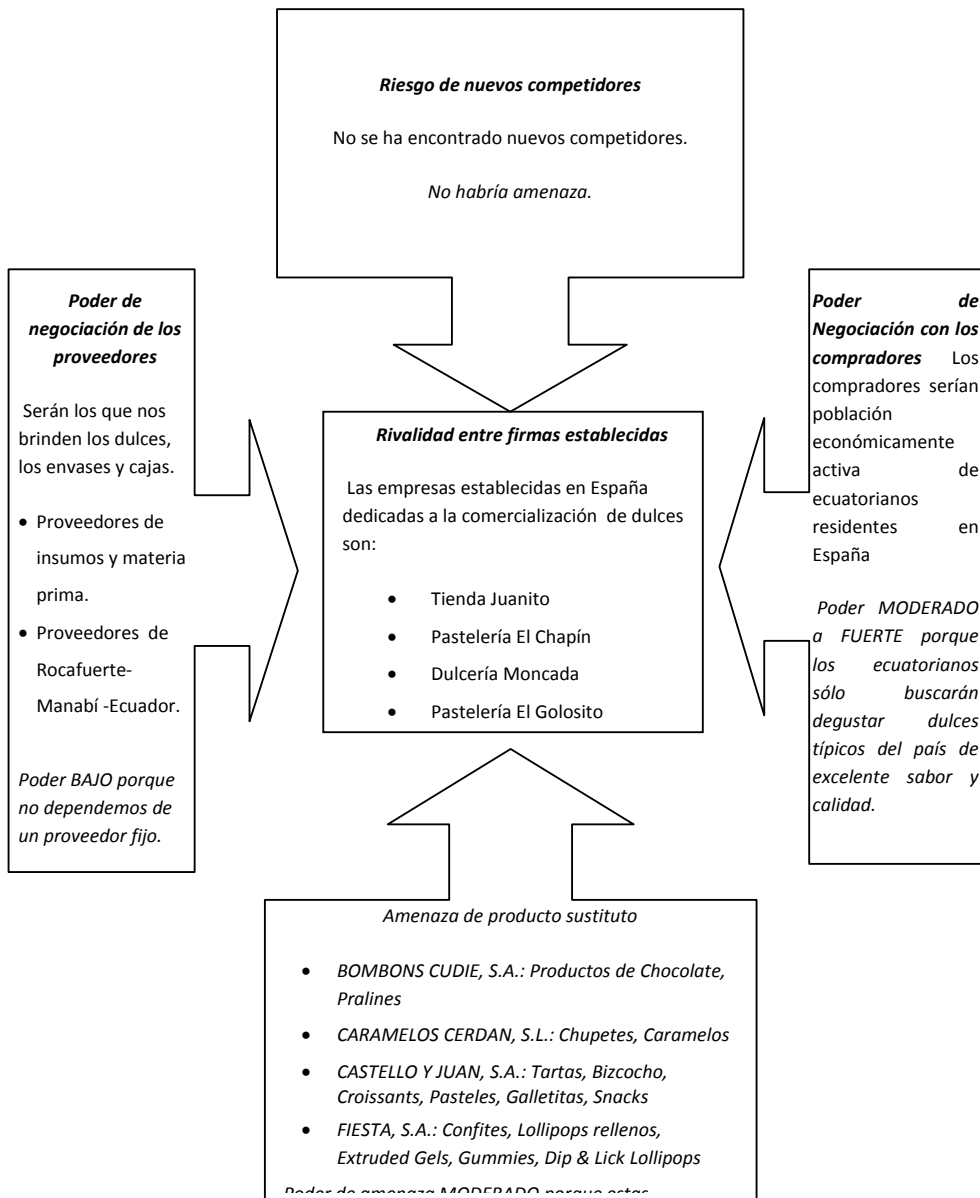 Riesgo de nuevos competidores
No se ha encontrado nuevos competidores.
No habría amenaza.
Poder de
negociación de los
proveedores
Serán los que nos
brinden los dulces,
los envases y cajas.
• Proveedores de
insumos y materia
prima.
• Proveedores de
Rocafuerte-
Manabí -Ecuador.
Poder BAJO porque
no dependemos de
un proveedor fijo.
Rivalidad entre firmas establecidas
Las empresas establecidas en España
dedicadas a la comercialización de dulces
son:
• Tienda Juanito
• Pastelería El Chapín
• Dulcería Moncada
• Pastelería El Golosito
Poder de
Negociación con los
compradores Los
compradores serían
población
económicamente
activa de
ecuatorianos
residentes en
España
Poder MODERADO
a FUERTE porque
los ecuatorianos
sólo buscarán
degustar dulces
típicos del país de
excelente sabor y
calidad.
Amenaza de producto sustituto
• BOMBONS CUDIE, S.A.: Productos de Chocolate,
Pralines
• CARAMELOS CERDAN, S.L.: Chupetes, Caramelos
• CASTELLO Y JUAN, S.A.: Tartas, Bizcocho,
Croissants, Pasteles, Galletitas, Snacks
• FIESTA, S.A.: Confites, Lollipops rellenos,
Extruded Gels, Gummies, Dip & Lick Lollipops
Poder de amenaza MODERADO porque estas